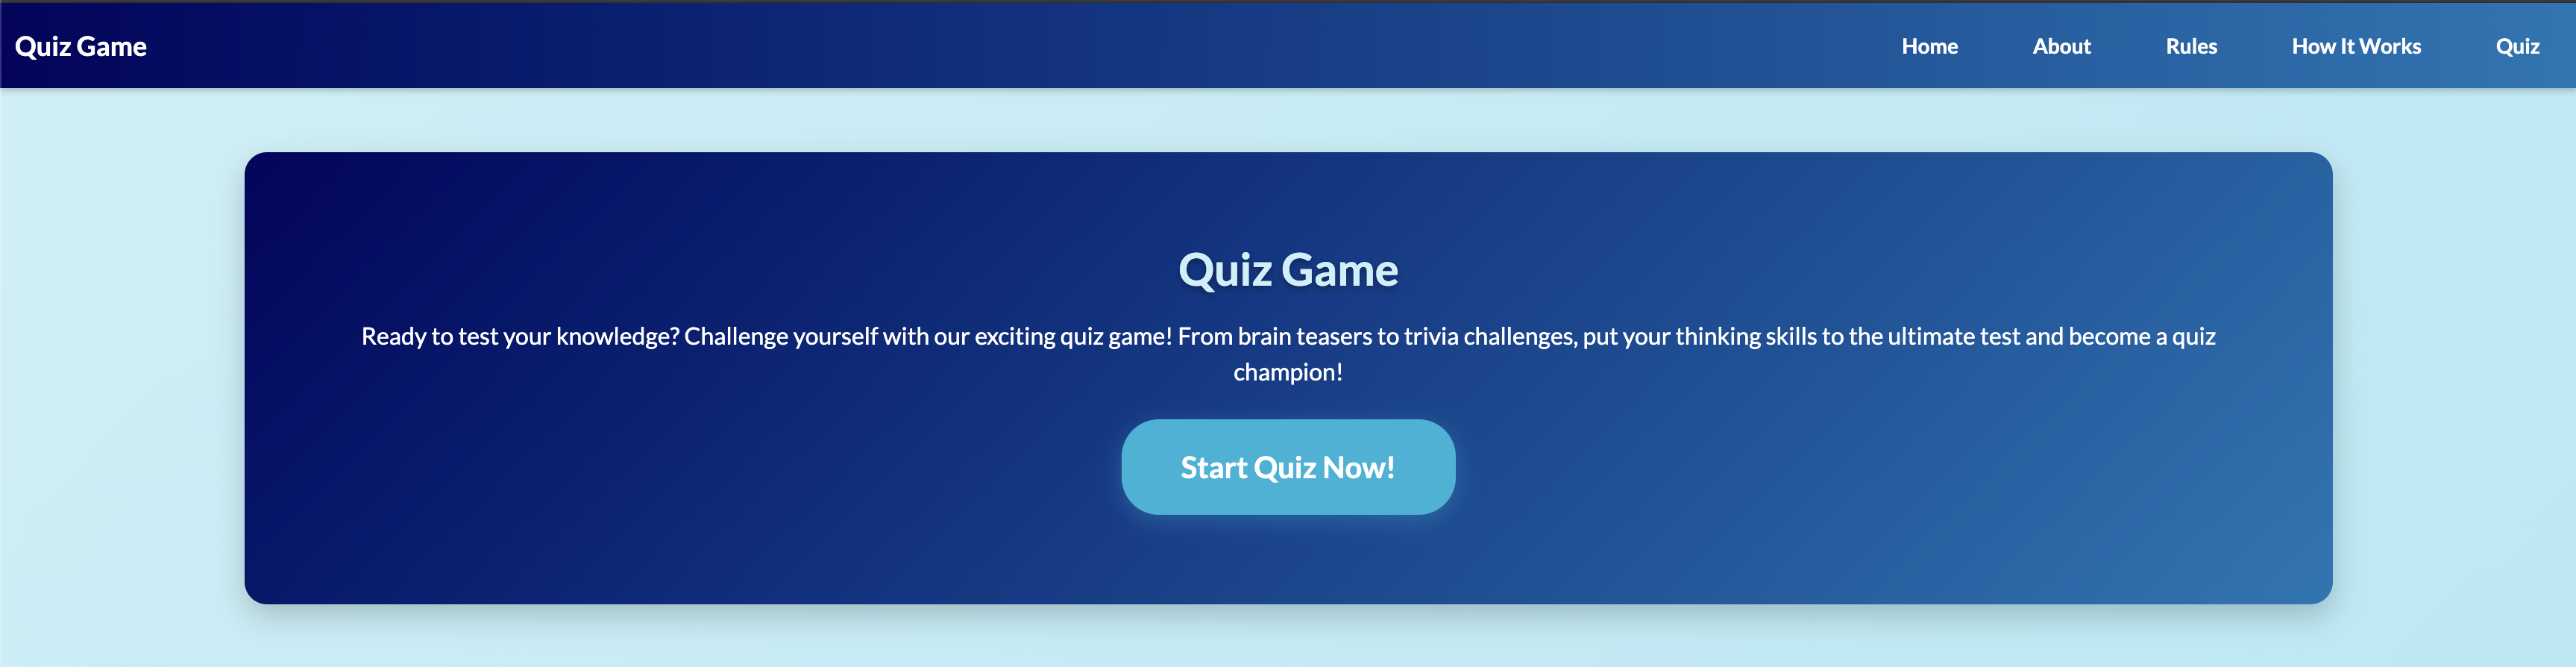 Quiz Game
Home
About
Rules
How It Works
Quiz
Quiz Game
Ready to test your knowledge? Challenge yourself with our exciting quiz game! From brain teasers to trivia challenges, put your thinking skills to the ultimate test and become a quiz
champion!
Start Quiz Now!